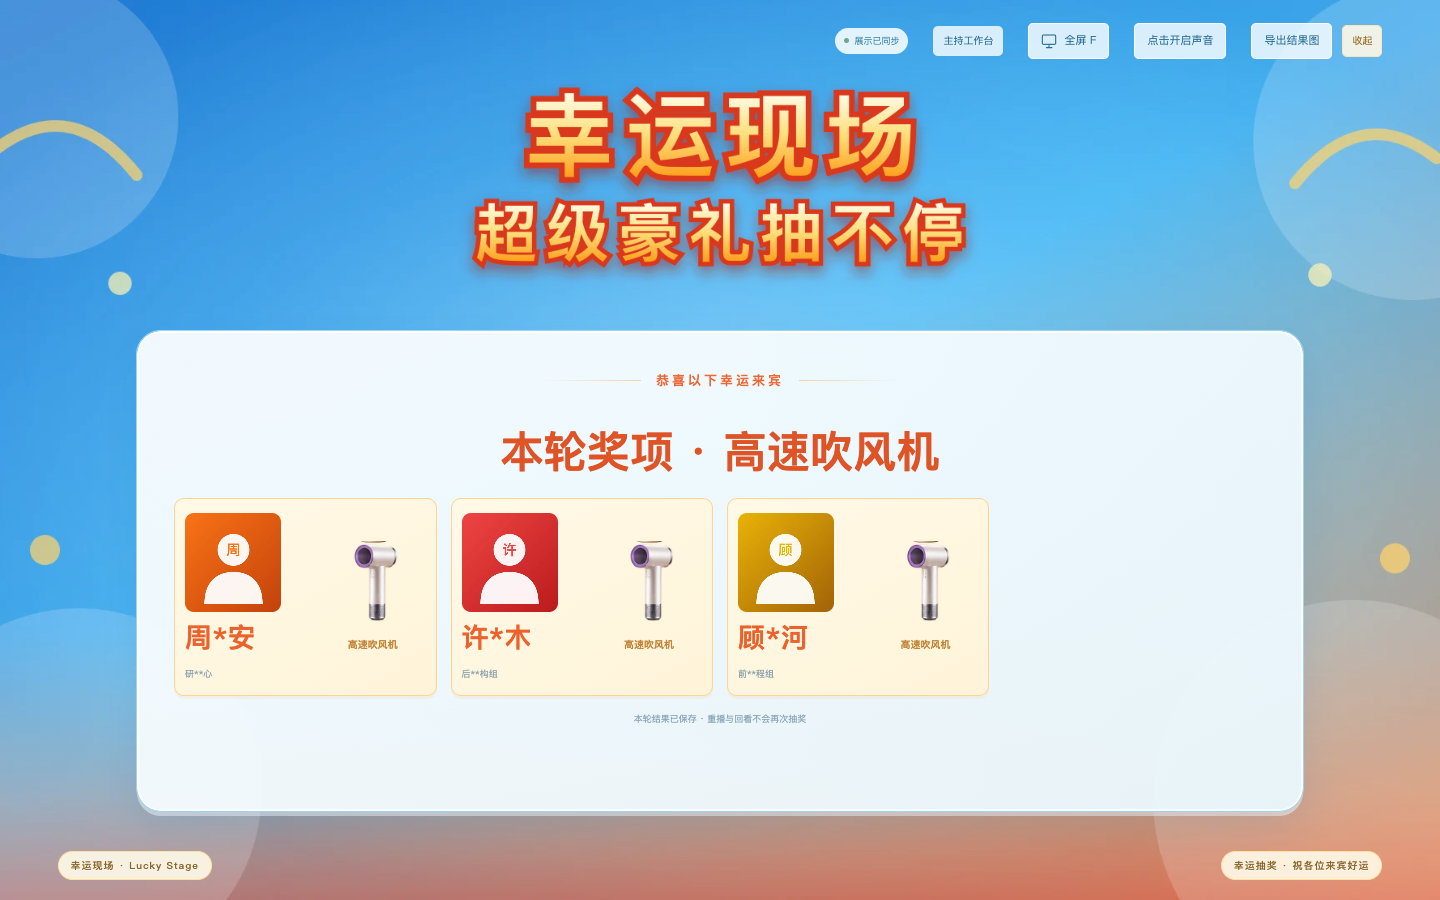 展示已同步
主持工作台
全屏 F
点击开启声音
导出结果图
收起
幸运现场
超级豪礼抽不停
恭喜以下幸运来宾
本轮奖项 · 高速吹风机
周
高速吹风机
周*安
研**心
许
高速吹风机
许*木
后**构组
顾
高速吹风机
顾*河
前**程组
本轮结果已保存 · 重播与回看不会再次抽奖
幸运现场 · Lucky Stage
幸运抽奖 · 祝各位来宾好运